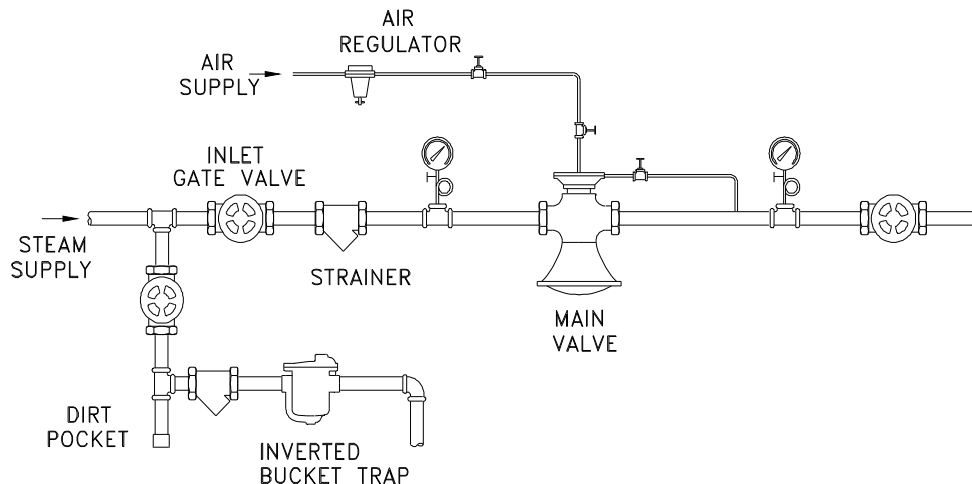 AIR
REGULATOR
AIR
SUPPLY
INLET
GATE VALVE
STEAM
SUPPLY
STRAINER
MAIN
VALVE
DIRT
POCKET
INVERTED
BUCKET TRAP